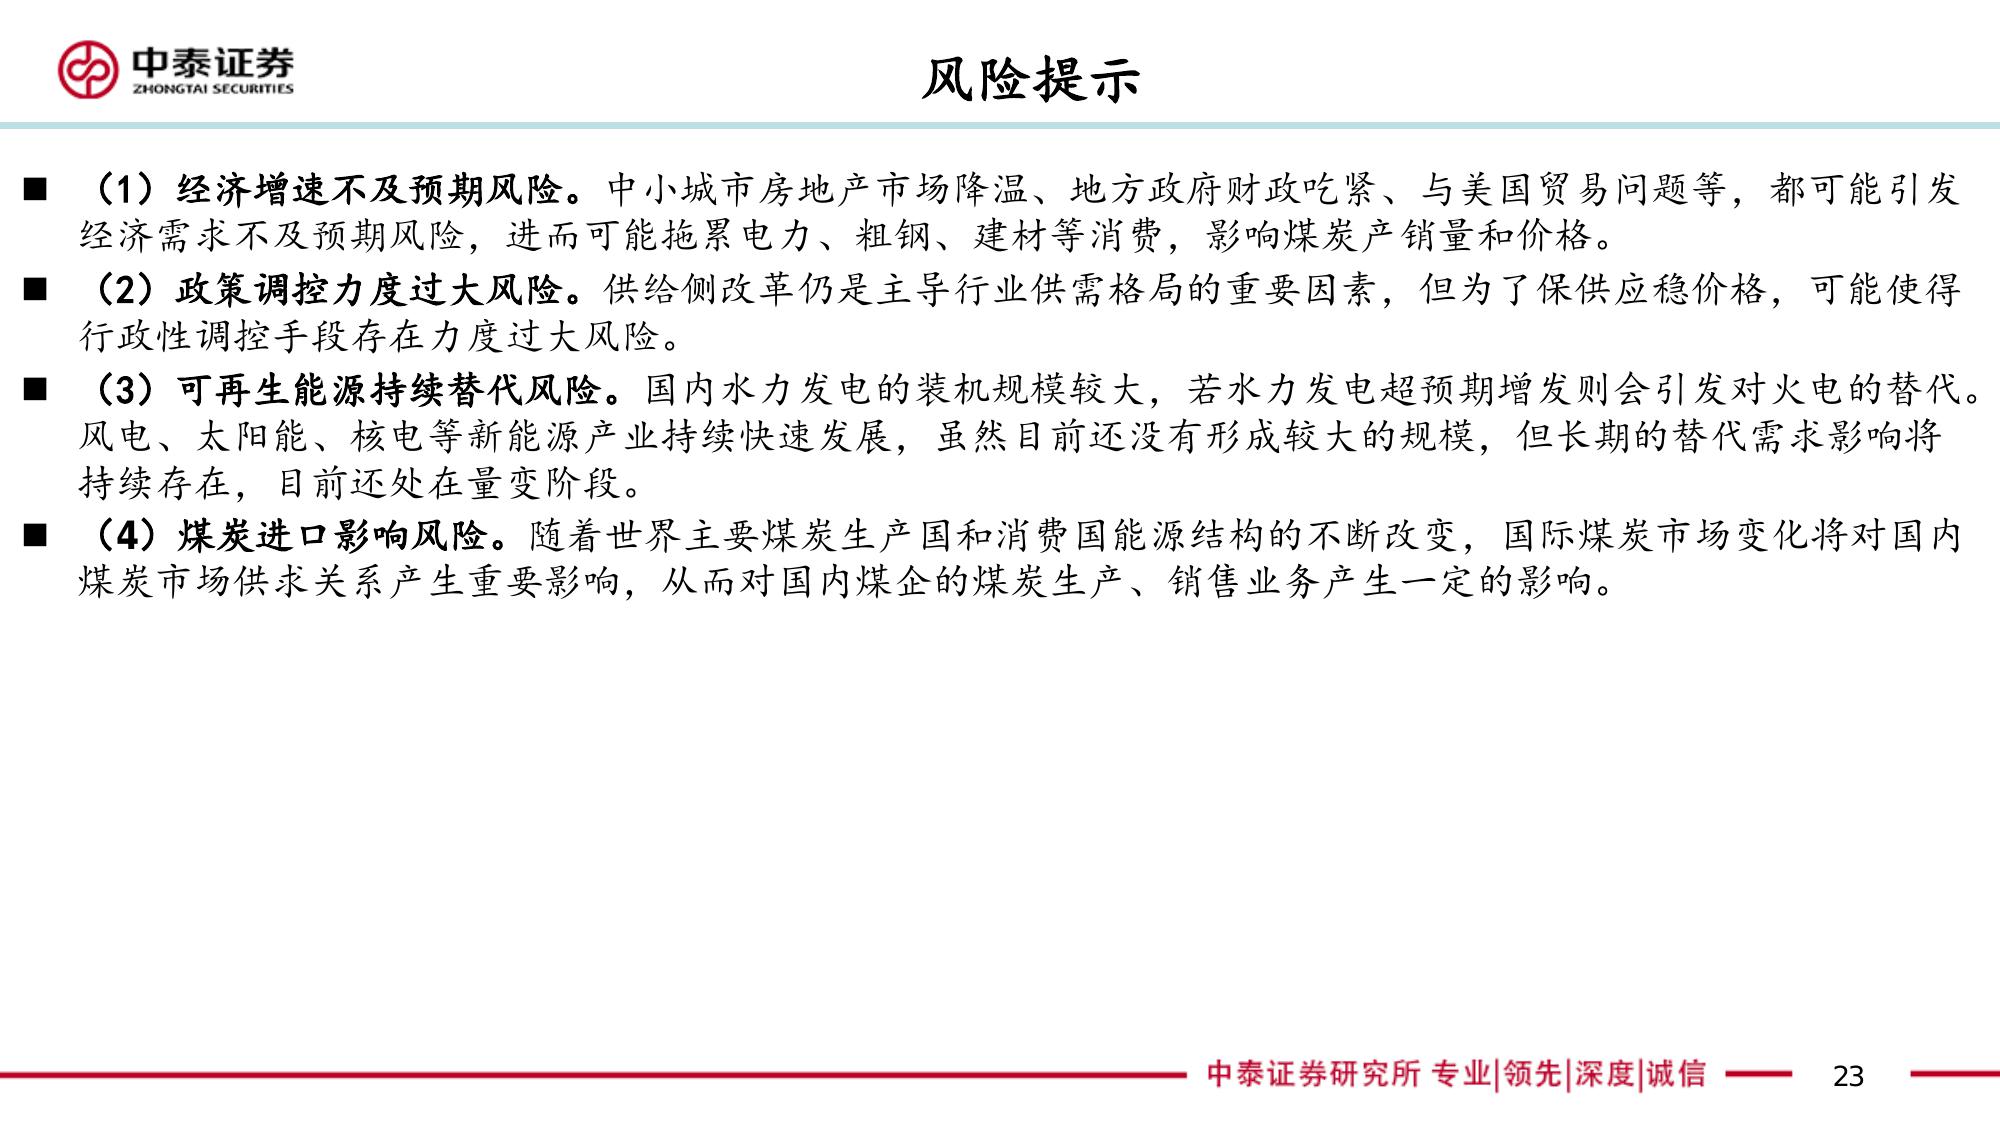 中泰证券
ZHONGTAI SECURITIES
风险提示
■ （1）经济增速不及预期风险。中小城市房地产市场降温、地方政府财政吃紧、与美国贸易问题等，都可能引发
经济需求不及预期风险，进而可能拖累电力、粗钢、建材等消费，影响煤炭产销量和价格。
■ （2）政策调控力度过大风险。供给侧改革仍是主导行业供需格局的重要因素，但为了保供应稳价格，可能使得
行政性调控手段存在力度过大风险。
■ （3）可再生能源持续替代风险。国内水力发电的装机规模较大，若水力发电超预期增发则会引发对火电的替代。
风电、太阳能、核电等新能源产业持续快速发展，虽然目前还没有形成较大的规模，但长期的替代需求影响将
持续存在，目前还处在量变阶段。
■ （4）煤炭进口影响风险。随着世界主要煤炭生产国和消费国能源结构的不断改变，国际煤炭市场变化将对国内
煤炭市场供求关系产生重要影响，从而对国内煤企的煤炭生产、销售业务产生一定的影响。
中泰证券研究所 专业|领先|深度|诚信
23